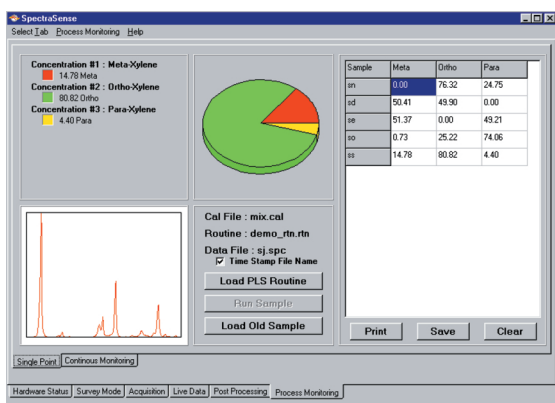 SpectraSense
Select Tab Process Monitoring Help
Concentration #1 : Meta-Xylene
14.78 Meta
Concentration #2 : Ortho-Xylene
80.82 Ortho
Concentration #3 : Para-Xylene
4.40 Para
Cal File : mix.cal
Routine : demo_rtn.rtn
Data File : sj.spc
Time Stamp File Name
Load PLS Routine
Run Sample
Load Old Sample
Sample Meta Ortho Para
sn 0.00 76.32 24.75
sd 50.41 49.90 0.00
se 51.37 0.00 49.21
so 0.73 25.22 74.06
ss 14.78 80.82 4.40
Print Save Clear
Single Point Continous Monitoring
Hardware Status Survey Mode Acquisition Live Data Post Processing Process Monitoring